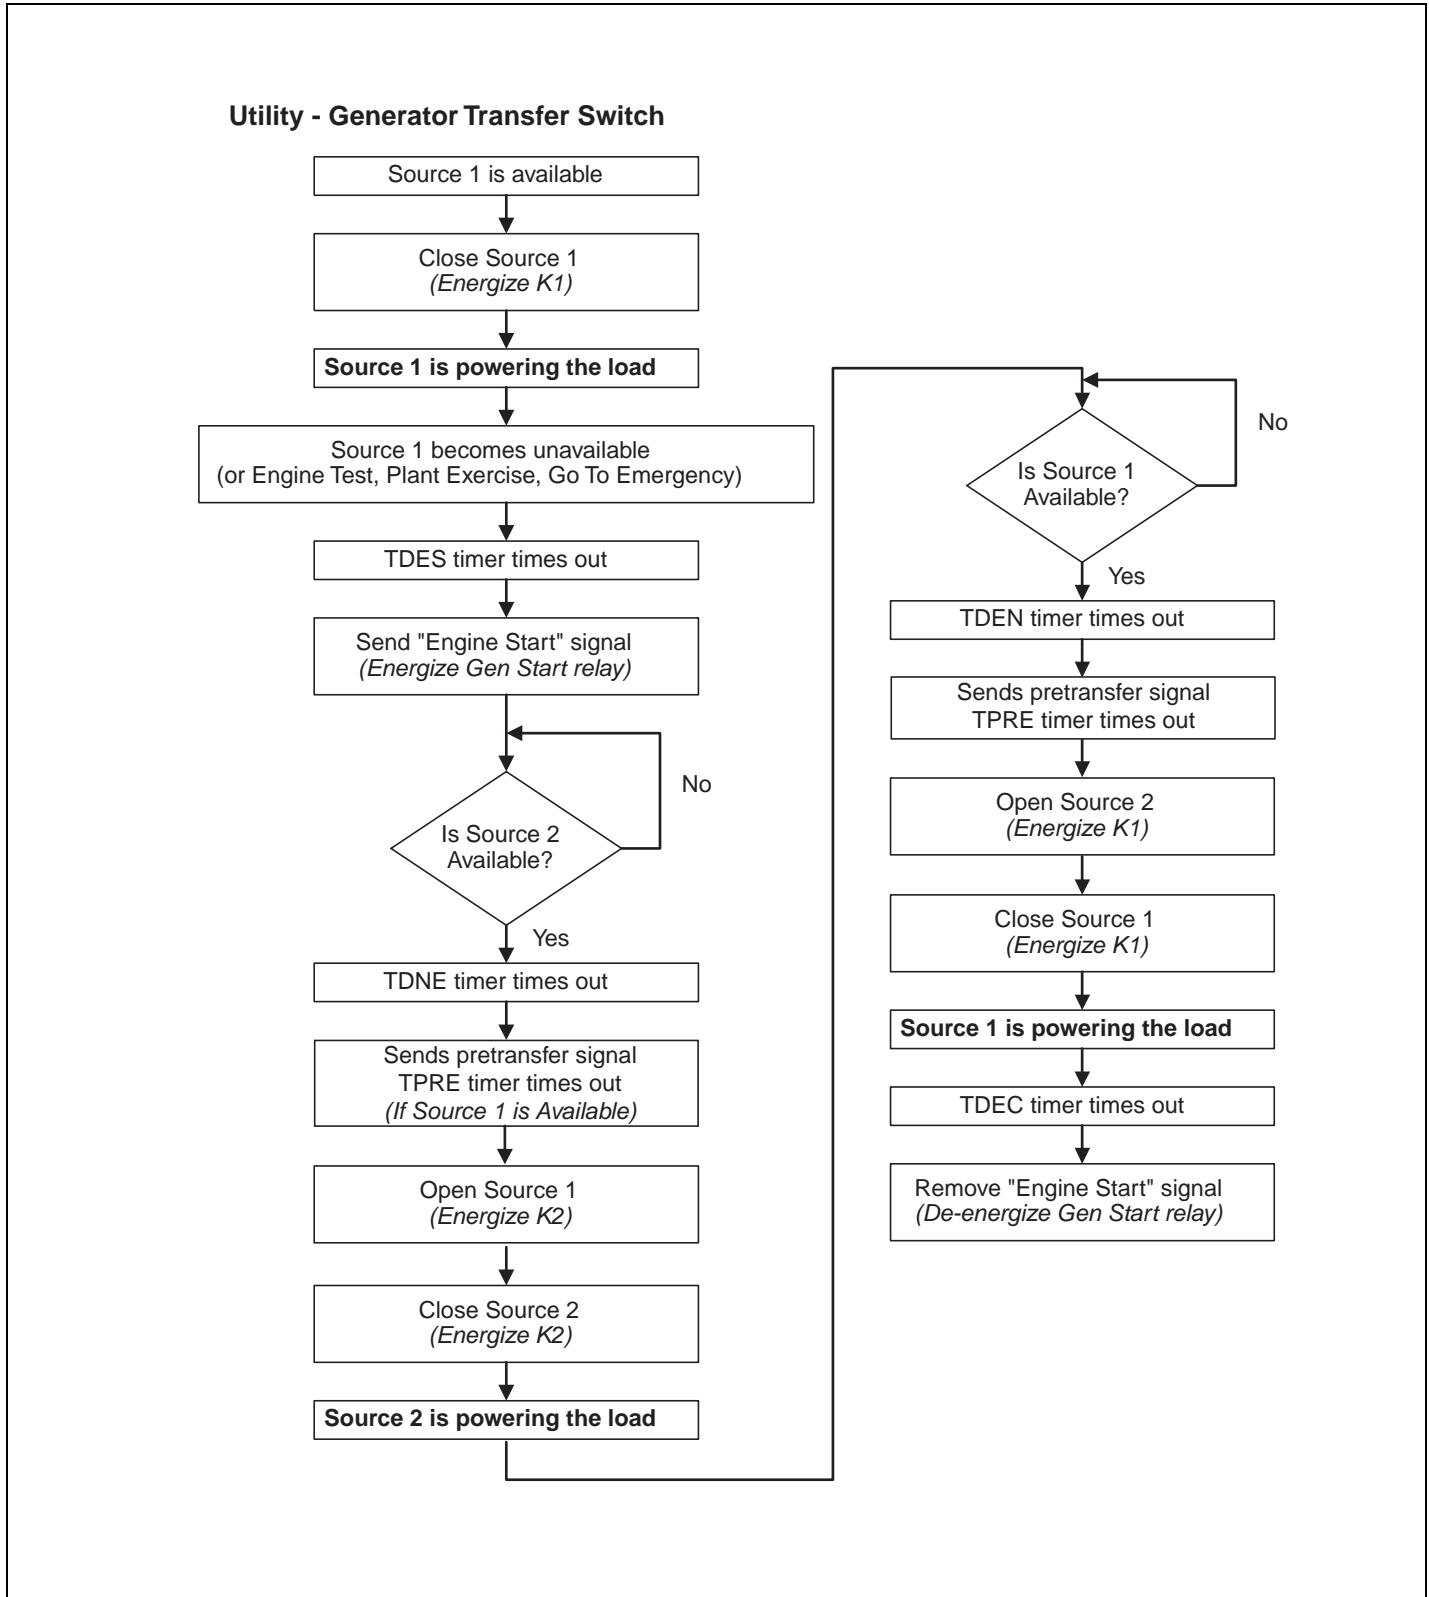 Utility - Generator Transfer Switch
Source 1 is available
Close Source 1
(Energize K1)
Source 1 is powering the load
Source 1 becomes unavailable
(or Engine Test, Plant Exercise, Go To Emergency)
TDES timer times out
Send "Engine Start" signal
(Energize Gen Start relay)
No
Is Source 2
Available?
Yes
TDNE timer times out
Sends pretransfer signal
TPRE timer times out
(If Source 1 is Available)
Open Source 1
(Energize K2)
Close Source 2
(Energize K2)
Source 2 is powering the load
No
Is Source 1
Available?
Yes
TDEN timer times out
Sends pretransfer signal
TPRE timer times out
Open Source 2
(Energize K1)
Close Source 1
(Energize K1)
Source 1 is powering the load
TDEC timer times out
Remove "Engine Start" signal
(De-energize Gen Start relay)